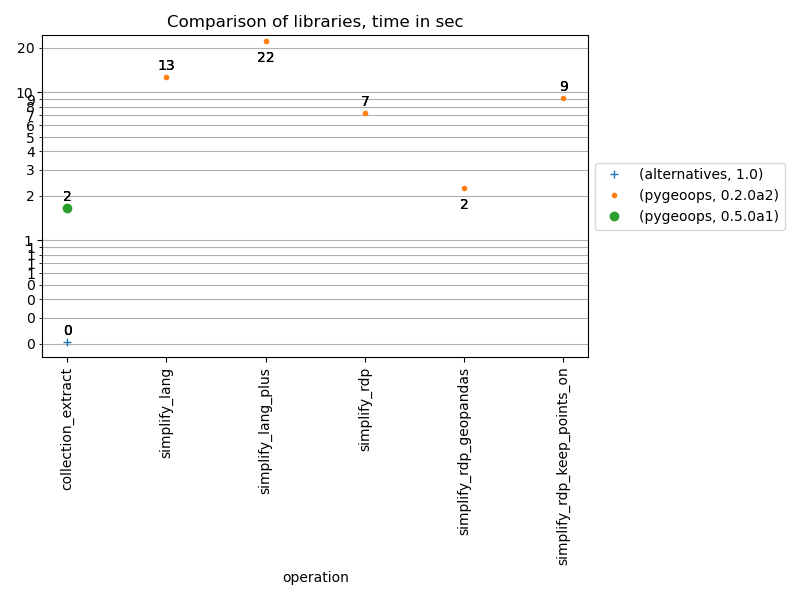 Comparison of libraries, time in sec
20
10
9
8
7
6
5
4
3
2
1
1
1
1
1
0
0
0
0
2
0
13
22
7
2
9
(alternatives, 1.0)
(pygeoops, 0.2.0a2)
(pygeoops, 0.5.0a1)
collection_extract
simplify_lang
simplify_lang_plus
simplify_rdp
simplify_rdp_geopandas
simplify_rdp_keep_points_on
operation